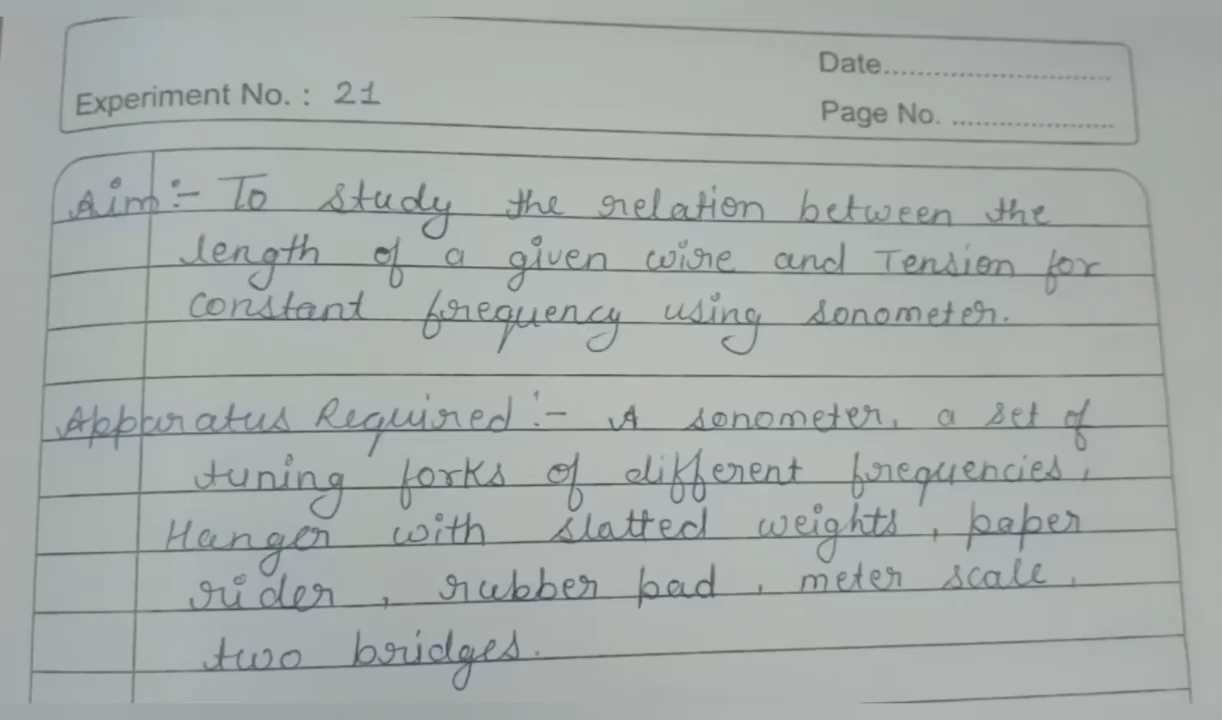 Date....................................
Experiment No. : 21
Page No. .........................
Aim :- To study the relation between the
length of a given wire and Tension for
constant frequency using sonometer.
Apparatus Required :- A sonometer, a set of
tuning forks of different frequencies,
Hanger with slatted weights, paper
rider, rubber pad, meter scale,
two bridges.